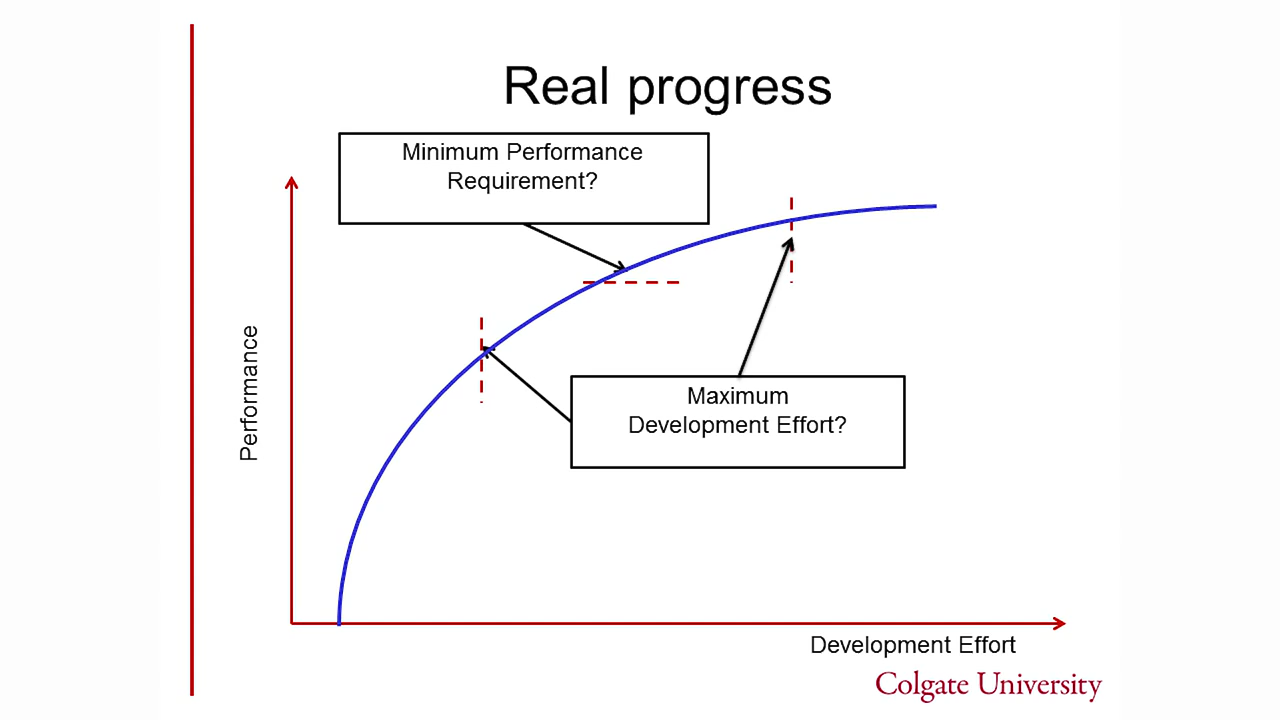 Real progress
Minimum Performance
Requirement?
Performance
Maximum
Development Effort?
Development Effort
Colgate University